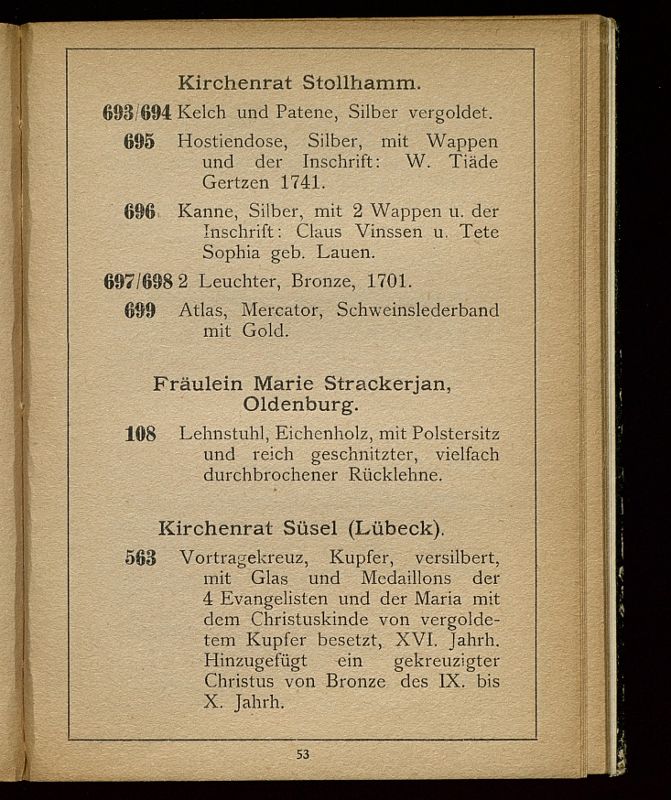 Kirchenrat Stollhamm.
693/694 Kelch und Patene, Silber vergoldet.
695 Hostiendose, Silber, mit Wappen
und der Inschrift: W. Tiäde
Gertzen 1741.
696 Kanne, Silber, mit 2 Wappen u. der
Inschrift: Claus Vinssen u. Tete
Sophia geb. Lauen.
697/698 2 Leuchter, Bronze, 1701.
699 Atlas, Mercator, Schweinslederband
mit Gold.
Fräulein Marie Strackerjan,
Oldenburg.
108 Lehnstuhl, Eichenholz, mit Polstersitz
und reich geschnitzter, vielfach
durchbrochener Rücklehne.
Kirchenrat Süsel (Lübeck).
563 Vortragekreuz, Kupfer, versilbert,
mit Glas und Medaillons der
4 Evangelisten und der Maria mit
dem Christuskinde von vergolde-
tem Kupfer besetzt, XVI. Jahrh.
Hinzugefügt ein gekreuzigter
Christus von Bronze des IX. bis
X. Jahrh.
53